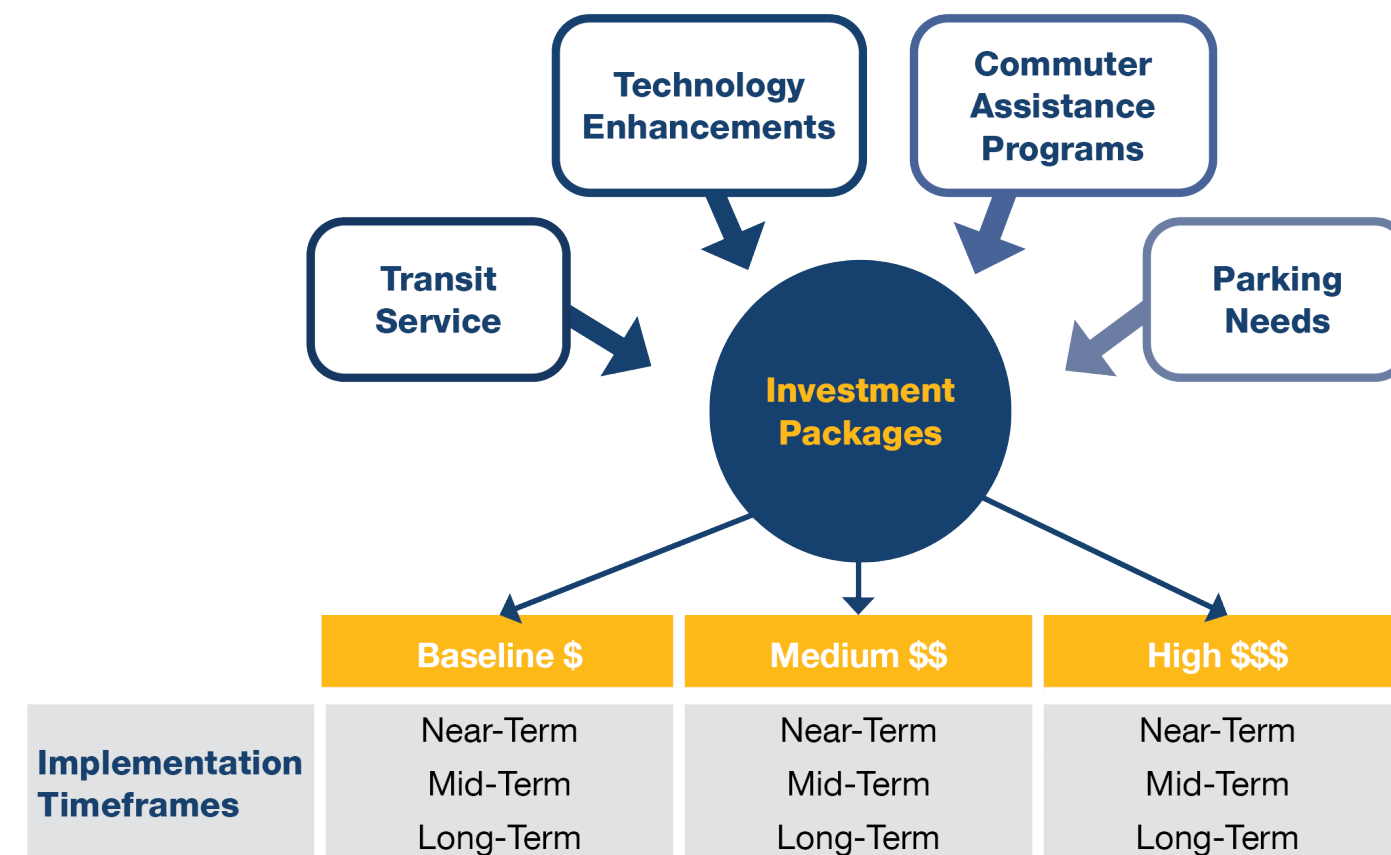 Technology
Enhancements
Commuter
Assistance
Programs
Transit
Service
Parking
Needs
Investment
Packages
Baseline $
Medium $$
High $$$
Implementation
Timeframes
Near-Term
Mid-Term
Long-Term
Near-Term
Mid-Term
Long-Term
Near-Term
Mid-Term
Long-Term